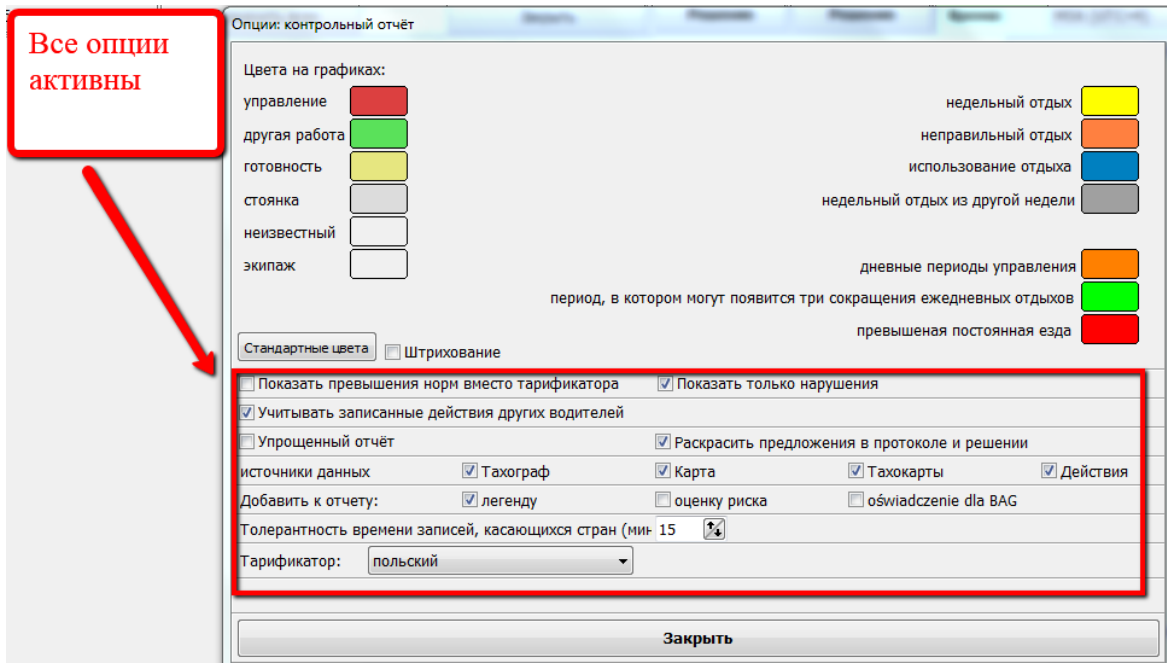 Опции: контрольный отчёт
Все опции
активны
Цвета на графиках:
управление
недельный отдых
другая работа
неправильный отдых
готовность
использование отдыха
стоянка
недельный отдых из другой недели
неизвестный
экипаж
дневные периоды управления
период, в котором могут появится три сокращения ежедневных отдыхов
превышеная постоянная езда
Стандартные цвета Штрихование
Показать превышения норм вместо тарификатора Показать только нарушения
Учитывать записанные действия других водителей
Упрощенный отчёт Раскрасить предложения в протоколе и решении
источники данных Тахограф Карта Тахокарты Действия
Добавить к отчету: легенду оценку риска oświadczenie dla BAG
Толерантность времени записей, касающихся стран (мин 15
Тарификатор: польский
Закрыть